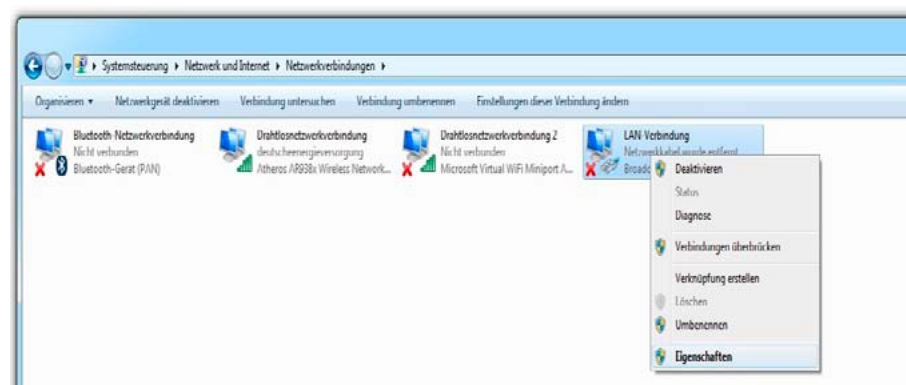 Systemsteuerung ▸ Netzwerk und Internet ▸ Netzwerkverbindungen ▸
Organisieren ▾ Netzwerkgerät deaktivieren Verbindung untersuchen Verbindung umbenennen Einstellungen dieser Verbindung ändern
Bluetooth-Netzwerkverbindung
Nicht verbunden
Bluetooth-Gerät (PAN)
Drahtlosnetzwerkverbindung
deutscheenergieversorgung
Atheros AR938x Wireless Network...
Drahtlosnetzwerkverbindung 2
Nicht verbunden
Microsoft Virtual WiFi Miniport A...
LAN-Verbindung
Netzwerkkabel wurde entfernt
Broadc
Deaktivieren
Status
Diagnose
Verbindungen überbrücken
Verknüpfung erstellen
Löschen
Umbenennen
Eigenschaften